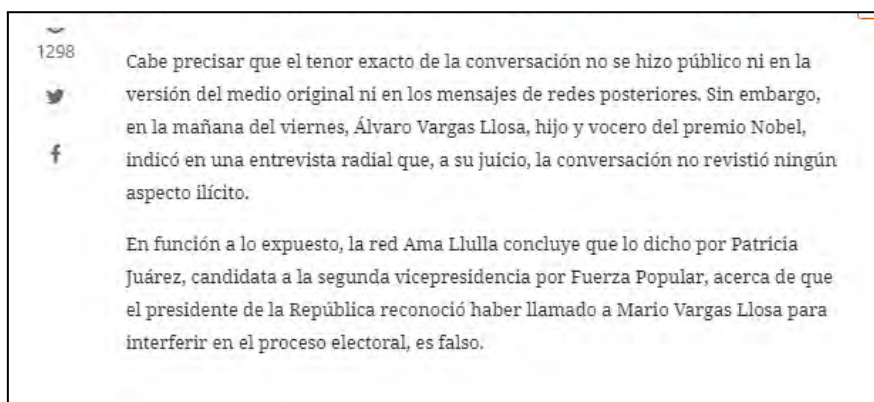 1298
Cabe precisar que el tenor exacto de la conversación no se hizo público ni en la
versión del medio original ni en los mensajes de redes posteriores. Sin embargo,
en la mañana del viernes, Álvaro Vargas Llosa, hijo y vocero del premio Nobel,
indicó en una entrevista radial que, a su juicio, la conversación no revistió ningún
aspecto ilícito.
En función a lo expuesto, la red Ama Llulla concluye que lo dicho por Patricia
Juárez, candidata a la segunda vicepresidencia por Fuerza Popular, acerca de que
el presidente de la República reconoció haber llamado a Mario Vargas Llosa para
interferir en el proceso electoral, es falso.